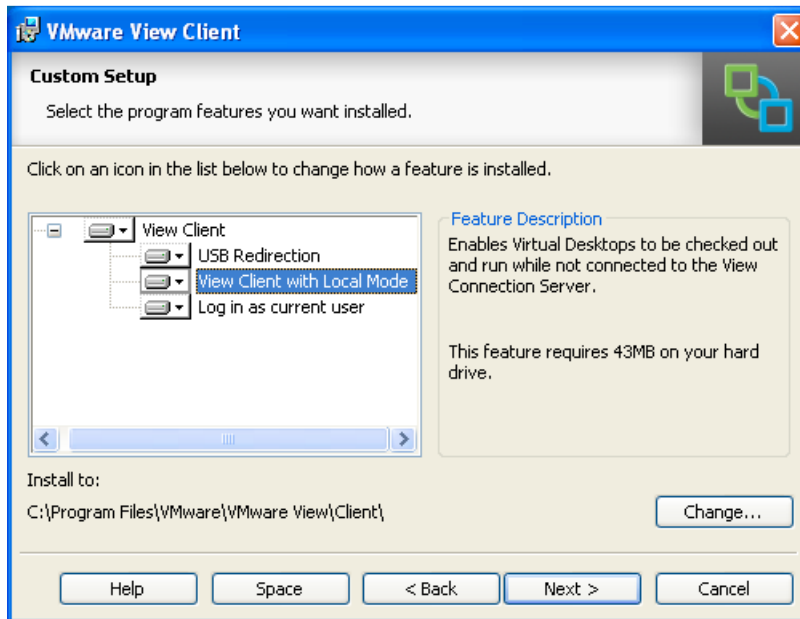 VMware View Client
Custom Setup
Select the program features you want installed.
Click on an icon in the list below to change how a feature is installed.
View Client
USB Redirection
View Client with Local Mode
Log in as current user
Feature Description
Enables Virtual Desktops to be checked out
and run while not connected to the View
Connection Server.
This feature requires 43MB on your hard
drive.
Install to:
C:\Program Files\VMware\VMware View\Client\
Change...
Help
Space
< Back
Next >
Cancel